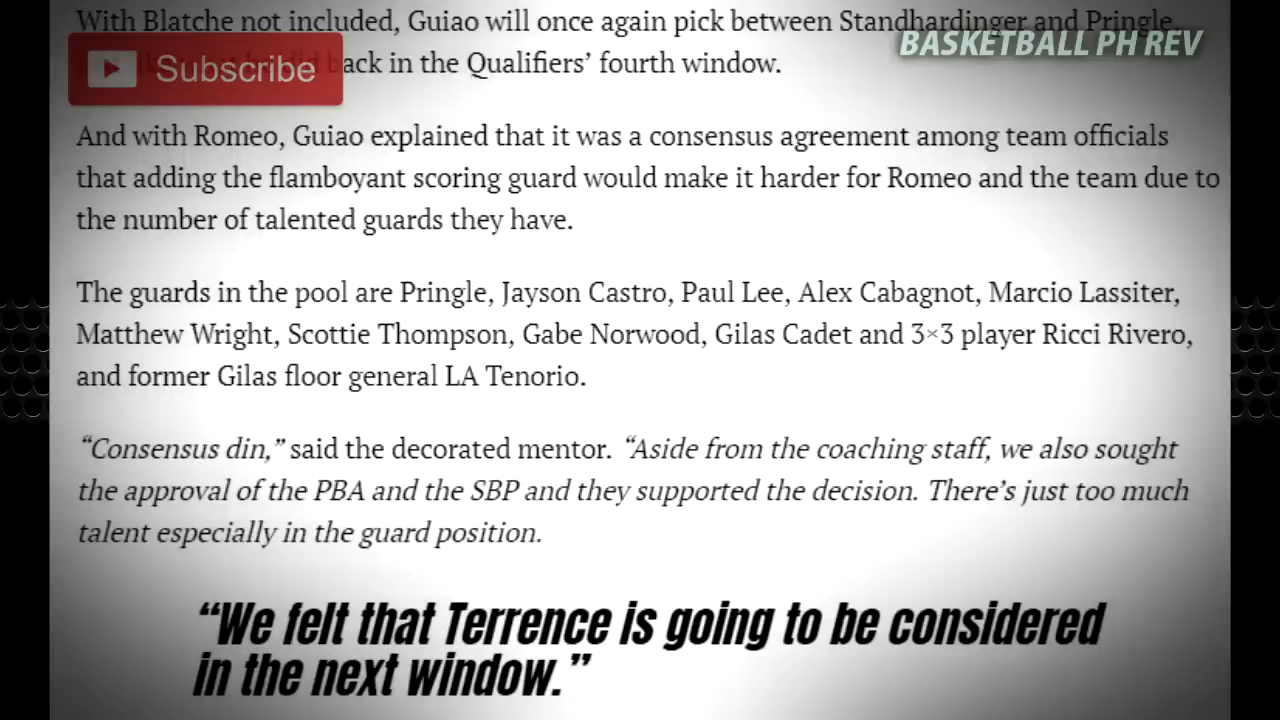 With Blatche not included, Guiao will once again pick between Standhardinger and Pringle
BASKETBALL PH REV
Subscribe
back in the Qualifiers’ fourth window.
And with Romeo, Guiao explained that it was a consensus agreement among team officials
that adding the flamboyant scoring guard would make it harder for Romeo and the team due to
the number of talented guards they have.
The guards in the pool are Pringle, Jayson Castro, Paul Lee, Alex Cabagnot, Marcio Lassiter,
Matthew Wright, Scottie Thompson, Gabe Norwood, Gilas Cadet and 3×3 player Ricci Rivero,
and former Gilas floor general LA Tenorio.
“Consensus din,” said the decorated mentor. “Aside from the coaching staff, we also sought
the approval of the PBA and the SBP and they supported the decision. There’s just too much
talent especially in the guard position.
“We felt that Terrence is going to be considered
in the next window.”